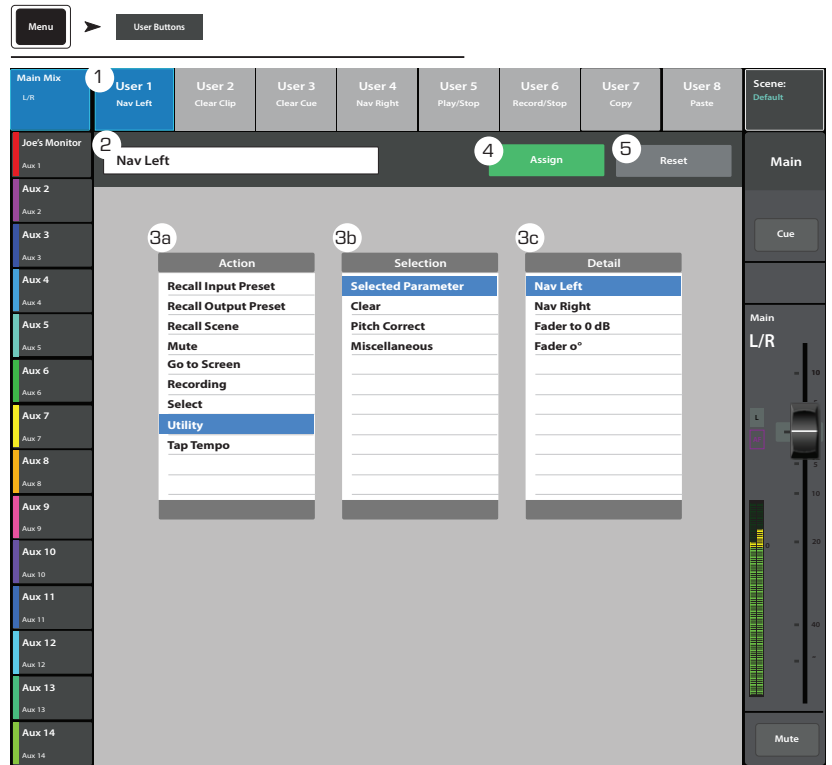 Menu
User Buttons
Main Mix
L/R
1
User 1
Nav Left
User 2
Clear Clip
User 3
Clear Cue
User 4
Nav Right
User 5
Play/Stop
User 6
Record/Stop
User 7
Copy
User 8
Paste
Scene:
Default
Joe's Monitor
Aux 1
2
Nav Left
4
Assign
5
Reset
Main
Aux 2
Aux 2
Aux 3
Aux 3
Aux 4
Aux 4
Aux 5
Aux 5
Aux 6
Aux 6
Aux 7
Aux 7
Aux 8
Aux 8
Aux 9
Aux 9
Aux 10
Aux 10
Aux 11
Aux 11
Aux 12
Aux 12
Aux 13
Aux 13
Aux 14
Aux 14
3a
Action
Recall Input Preset
Recall Output Preset
Recall Scene
Mute
Go to Screen
Recording
Select
Utility
Tap Tempo
3b
Selection
Selected Parameter
Clear
Pitch Correct
Miscellaneous
3c
Detail
Nav Left
Nav Right
Fader to 0 dB
Fader o°
Cue
Main
L/R
10
L
5
10
20
40
Mute